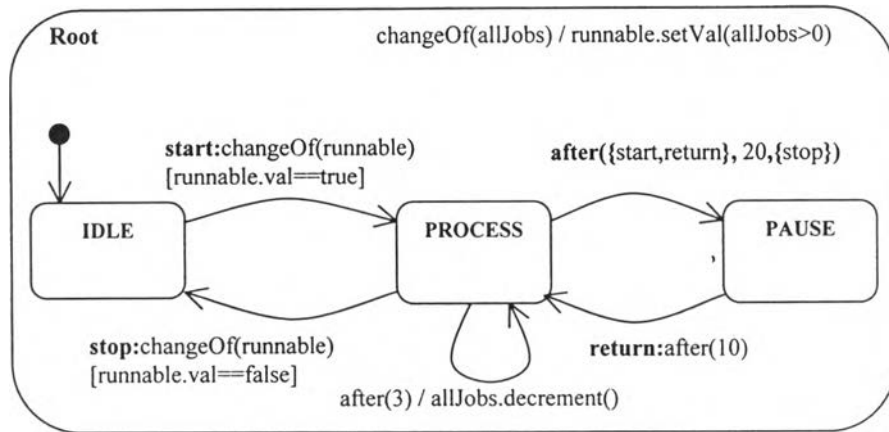 Root
changeOf(allJobs) / runnable.setVal(allJobs>0)
start:changeOf(runnable)
[runnable.val==true]
after({start,return}, 20,{stop})
IDLE
PROCESS
PAUSE
stop:changeOf(runnable)
[runnable.val==false]
return:after(10)
after(3) / allJobs.decrement()